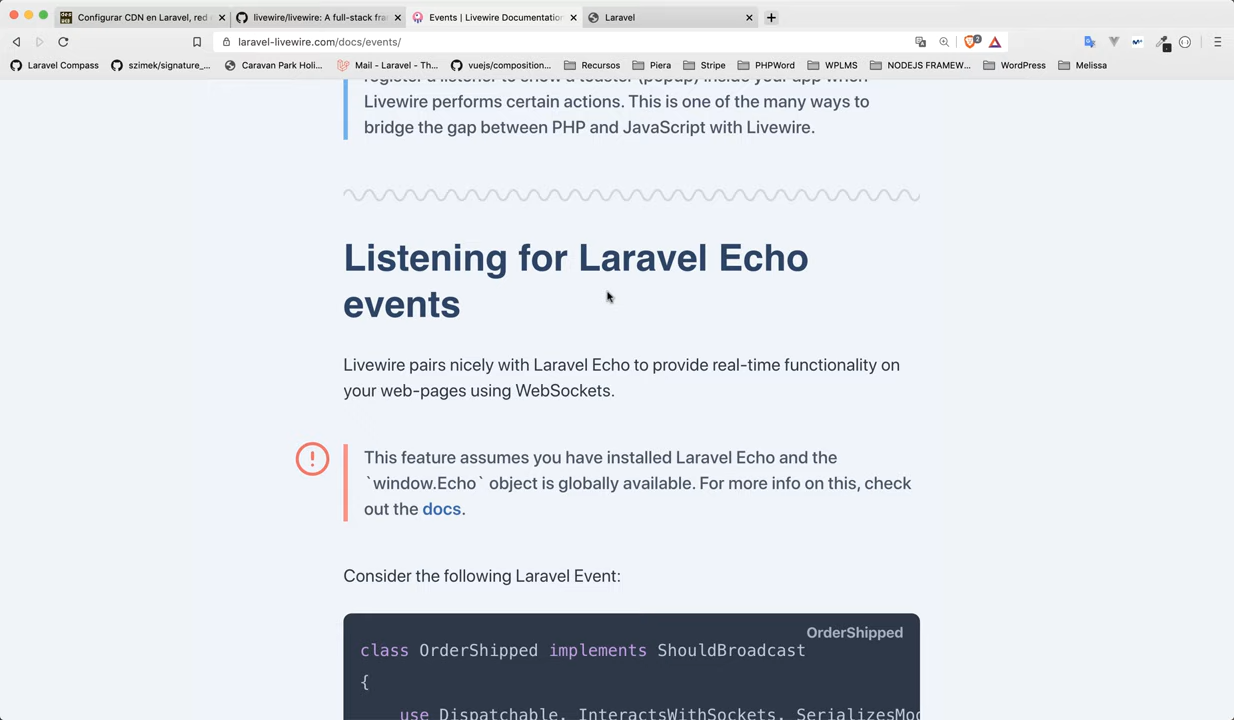 Configurar CDN en Laravel, red
livewire/livewire: A full-stack fra
Events | Livewire Documentation
Laravel
laravel-livewire.com/docs/events/
2
Laravel Compass
szimek/signature_...
Caravan Park Holi...
Mail - Laravel - Th...
vuejs/composition...
Recursos
Piera
Stripe
PHPWord
WPLMS
NODEJS FRAMEW...
WordPress
Melissa
register a listener to show a toaster (popup) inside your app when
Livewire performs certain actions. This is one of the many ways to
bridge the gap between PHP and JavaScript with Livewire.
Listening for Laravel Echo
events
Livewire pairs nicely with Laravel Echo to provide real-time functionality on
your web-pages using WebSockets.
This feature assumes you have installed Laravel Echo and the
`window.Echo` object is globally available. For more info on this, check
out the docs.
Consider the following Laravel Event:
OrderShipped
class OrderShipped implements ShouldBroadcast
{
use Dispatchable, InteractsWithSockets, SerializesMod